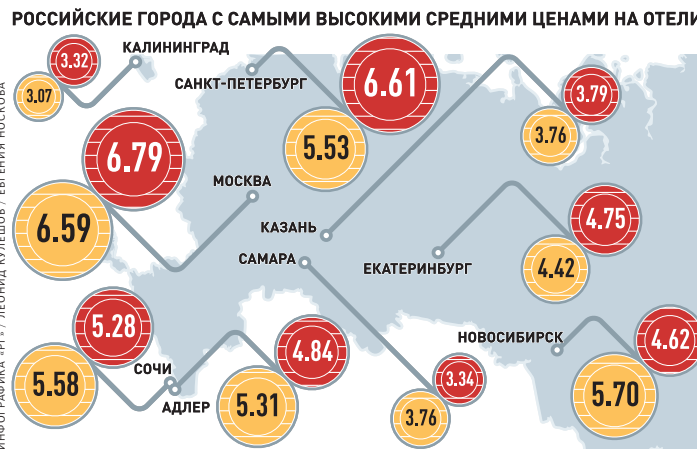 РОССИЙСКИЕ ГОРОДА С САМЫМИ ВЫСОКИМИ СРЕДНИМИ ЦЕНАМИ НА ОТЕЛИ
КАЛИНИНГРАД
3.32
3.07
САНКТ-ПЕТЕРБУРГ
6.61
5.53
3.79
3.76
6.79
6.59
МОСКВА
КАЗАНЬ
САМАРА
ЕКАТЕРИНБУРГ
4.75
4.42
5.28
5.58
СОЧИ
АДЛЕР
4.84
5.31
3.34
3.76
НОВОСИБИРСК
4.62
5.70
ИНФОГРАФИКА «РГ» / ЛЕОНИД КУЛЕШОВ / ЕВГЕНИЯ НОСКОВА